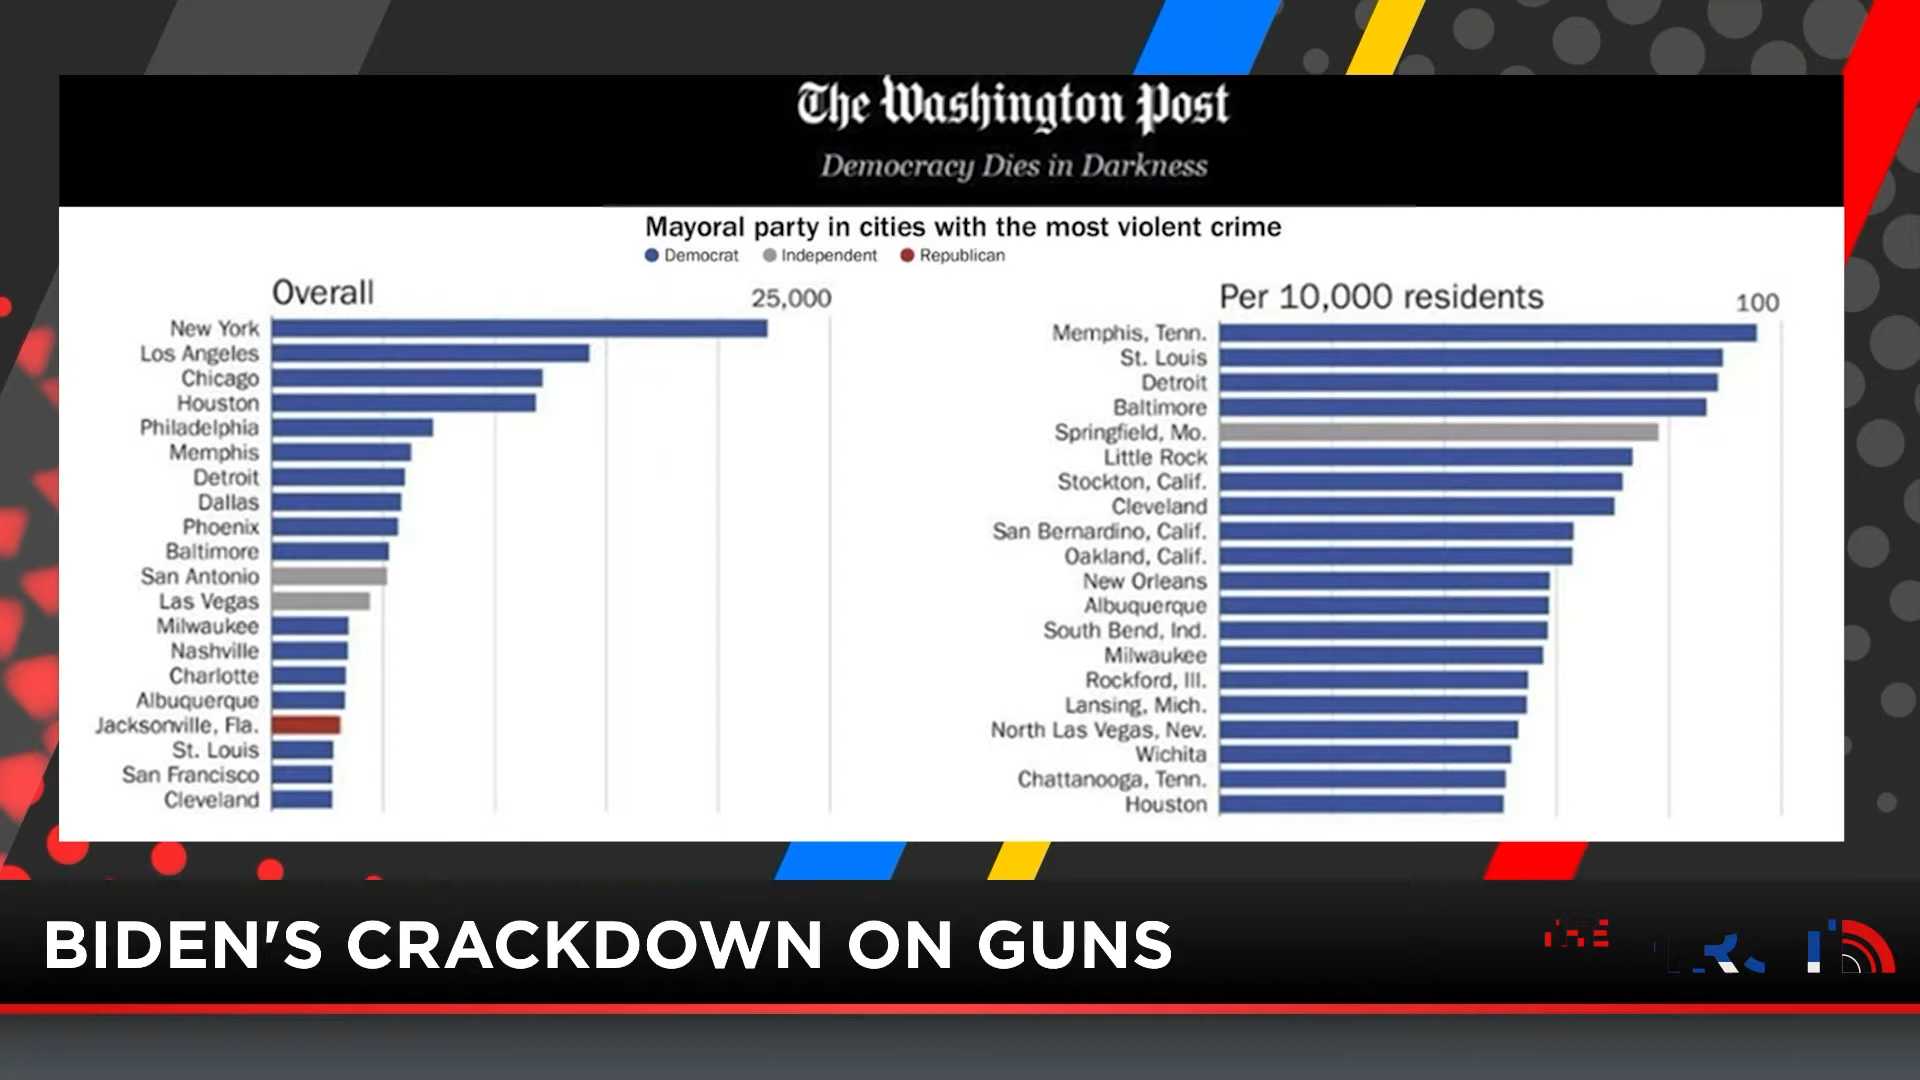 The Washington Post
Democracy Dies in Darkness
Mayoral party in cities with the most violent crime
Democrat Independent Republican
Overall 25,000
New York
Los Angeles
Chicago
Houston
Philadelphia
Memphis
Detroit
Dallas
Phoenix
Baltimore
San Antonio
Las Vegas
Milwaukee
Nashville
Charlotte
Albuquerque
Jacksonville, Fla.
St. Louis
San Francisco
Cleveland
Per 10,000 residents 100
Memphis, Tenn.
St. Louis
Detroit
Baltimore
Springfield, Mo.
Little Rock
Stockton, Calif.
Cleveland
San Bernardino, Calif.
Oakland, Calif.
New Orleans
Albuquerque
South Bend, Ind.
Milwaukee
Rockford, Ill.
Lansing, Mich.
North Las Vegas, Nev.
Wichita
Chattanooga, Tenn.
Houston
BIDEN'S CRACKDOWN ON GUNS